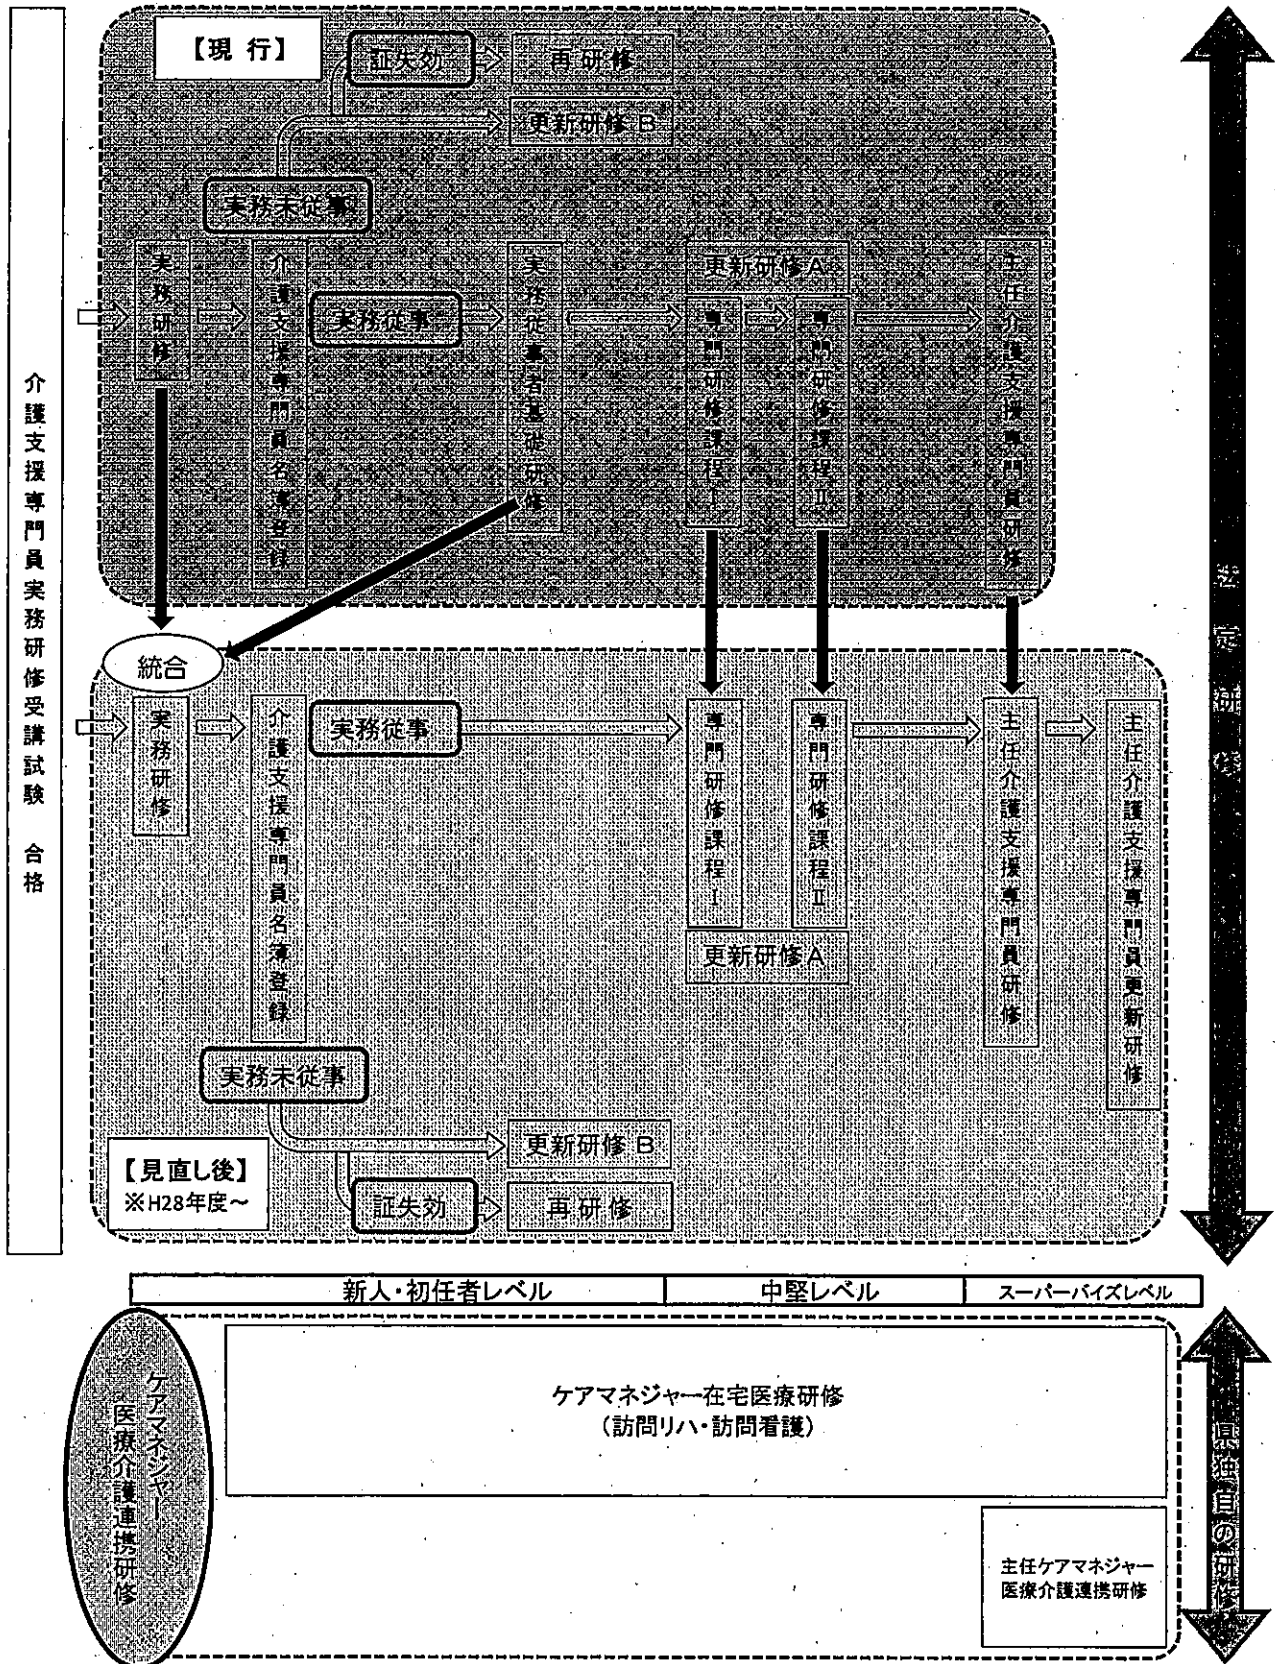 介護支援専門員実務研修受講試験 合格
【現 行】
証失効
再研修
更新研修 B
実務未従事
実務研修
介護支援専門員名簿登録
実務従事
実務従事者基礎研修
更新研修 A
専門研修課程Ⅰ
専門研修課程Ⅱ
主任介護支援専門員研修
法定研修
統合
実務研修
介護支援専門員名簿登録
実務従事
専門研修課程Ⅰ
専門研修課程Ⅱ
更新研修 A
主任介護支援専門員研修
主任介護支援専門員更新研修
実務未従事
更新研修 B
証失効
再研修
【見直し後】
※H28年度～
新人・初任者レベル
中堅レベル
スーパーバイズレベル
ケアマネジャー
医療介護連携研修
ケアマネジャー在宅医療研修
（訪問リハ・訪問看護）
主任ケアマネジャー
医療介護連携研修
県独自の研修